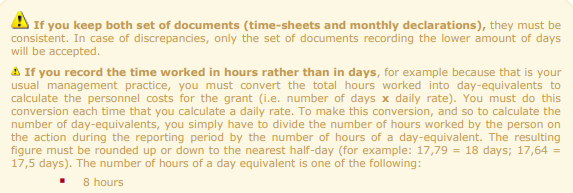 If you keep both set of documents (time-sheets and monthly declarations), they must be
consistent. In case of discrepancies, only the set of documents recording the lower amount of days
will be accepted.
If you record the time worked in hours rather than in days, for example because that is your
usual management practice, you must convert the total hours worked into day-equivalents to
calculate the personnel costs for the grant (i.e. number of days x daily rate). You must do this
conversion each time that you calculate a daily rate. To make this conversion, and so to calculate the
number of day-equivalents, you simply have to divide the number of hours worked by the person on
the action during the reporting period by the number of hours of a day-equivalent. The resulting
figure must be rounded up or down to the nearest half-day (for example: 17,79 = 18 days; 17,64 =
17,5 days). The number of hours of a day equivalent is one of the following:
8 hours